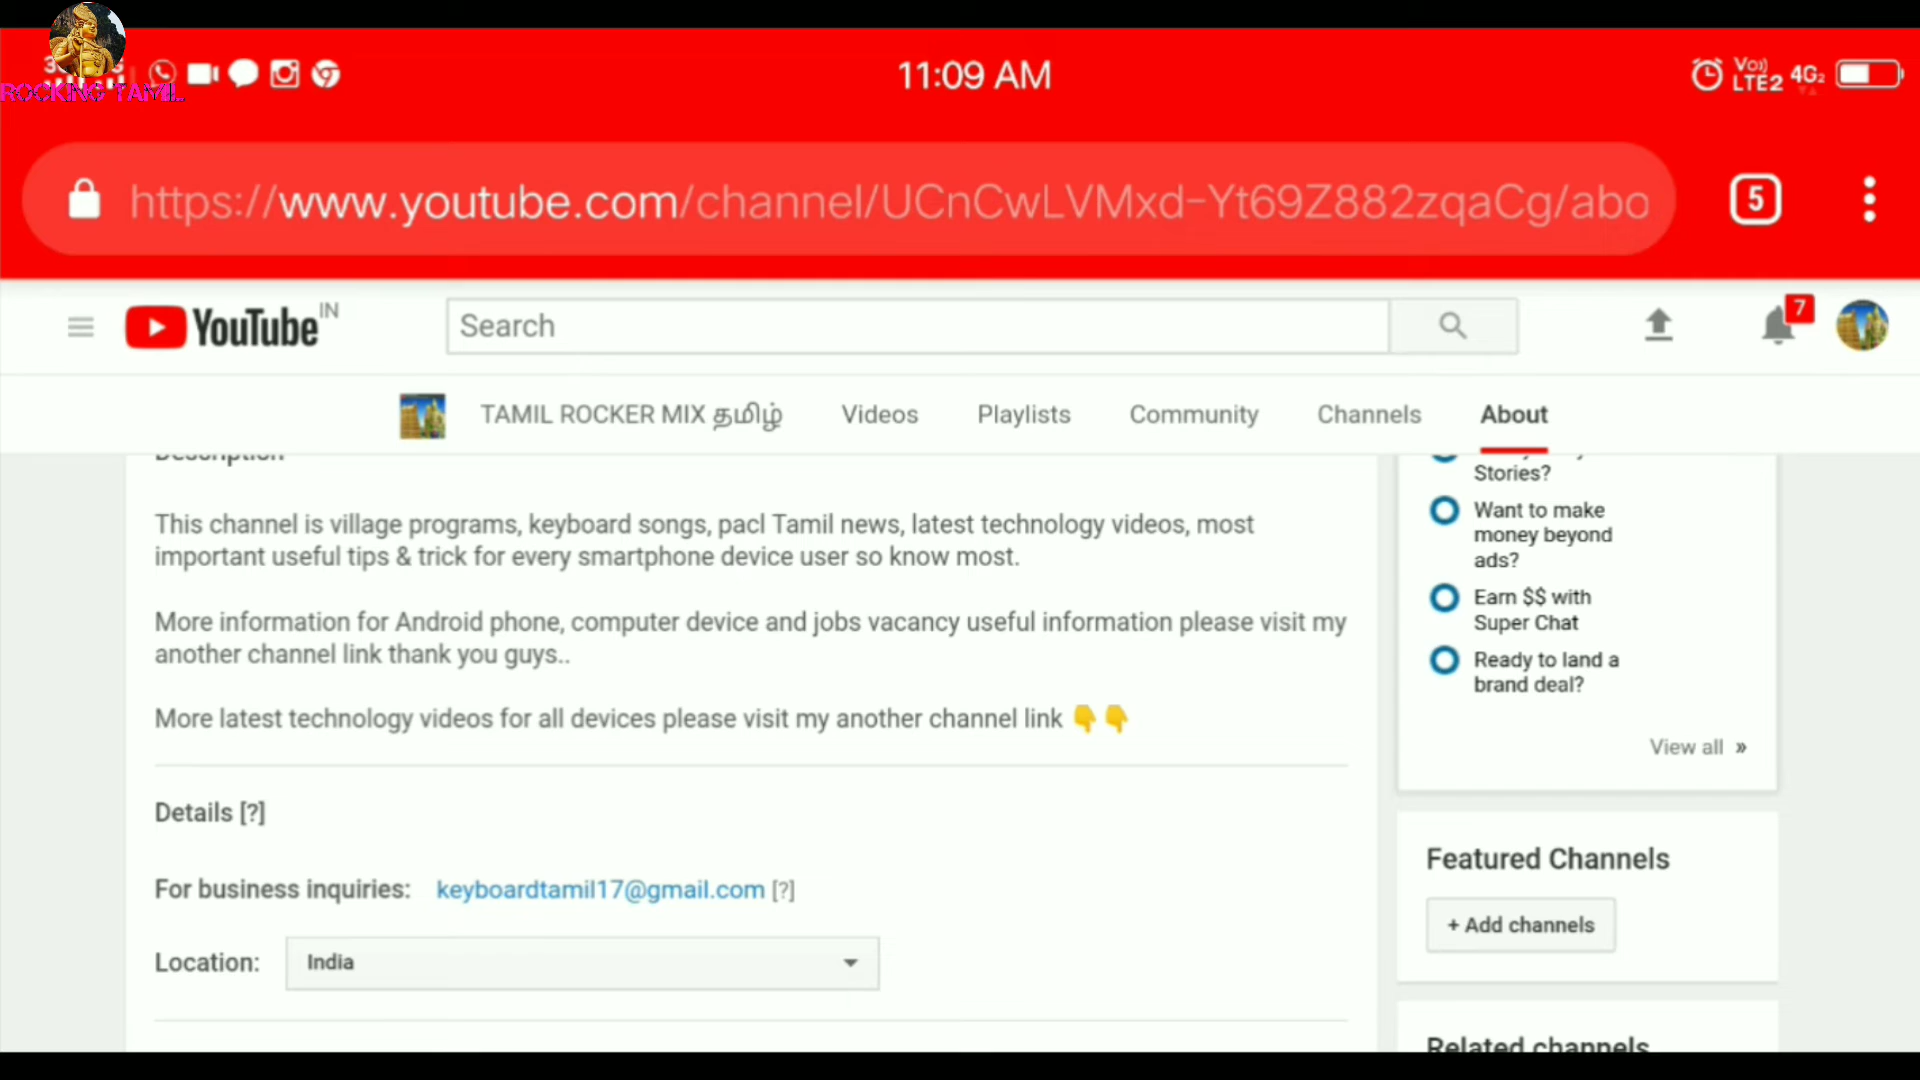 11:09 AM
Vo))
LTE2
4G2
ROCKING TAMIL
https://www.youtube.com/channel/UCnCwLVMxd-Yt69Z882zqaCg/abo
5
YouTube IN
Search
7
TAMIL ROCKER MIX தமிழ்
Videos
Playlists
Community
Channels
About
Description
This channel is village programs, keyboard songs, pacl Tamil news, latest technology videos, most
important useful tips & trick for every smartphone device user so know most.
More information for Android phone, computer device and jobs vacancy useful information please visit my
another channel link thank you guys..
More latest technology videos for all devices please visit my another channel link 👇👇
Details [?]
For business inquiries: keyboardtamil17@gmail.com [?]
Location: India
Stories?
Want to make
money beyond
ads?
Earn $$ with
Super Chat
Ready to land a
brand deal?
View all »
Featured Channels
+ Add channels
Related channels